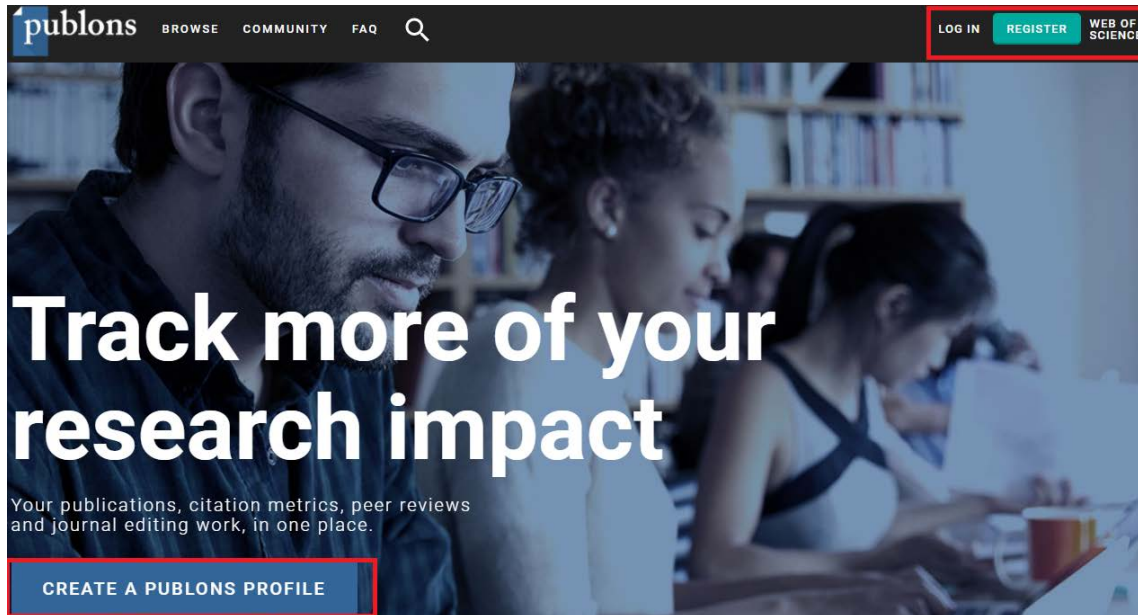 publons BROWSE COMMUNITY FAQ LOG IN REGISTER WEB OF
SCIENCE
Track more of your
research impact
Your publications, citation metrics, peer reviews
and journal editing work, in one place.
CREATE A PUBLONS PROFILE